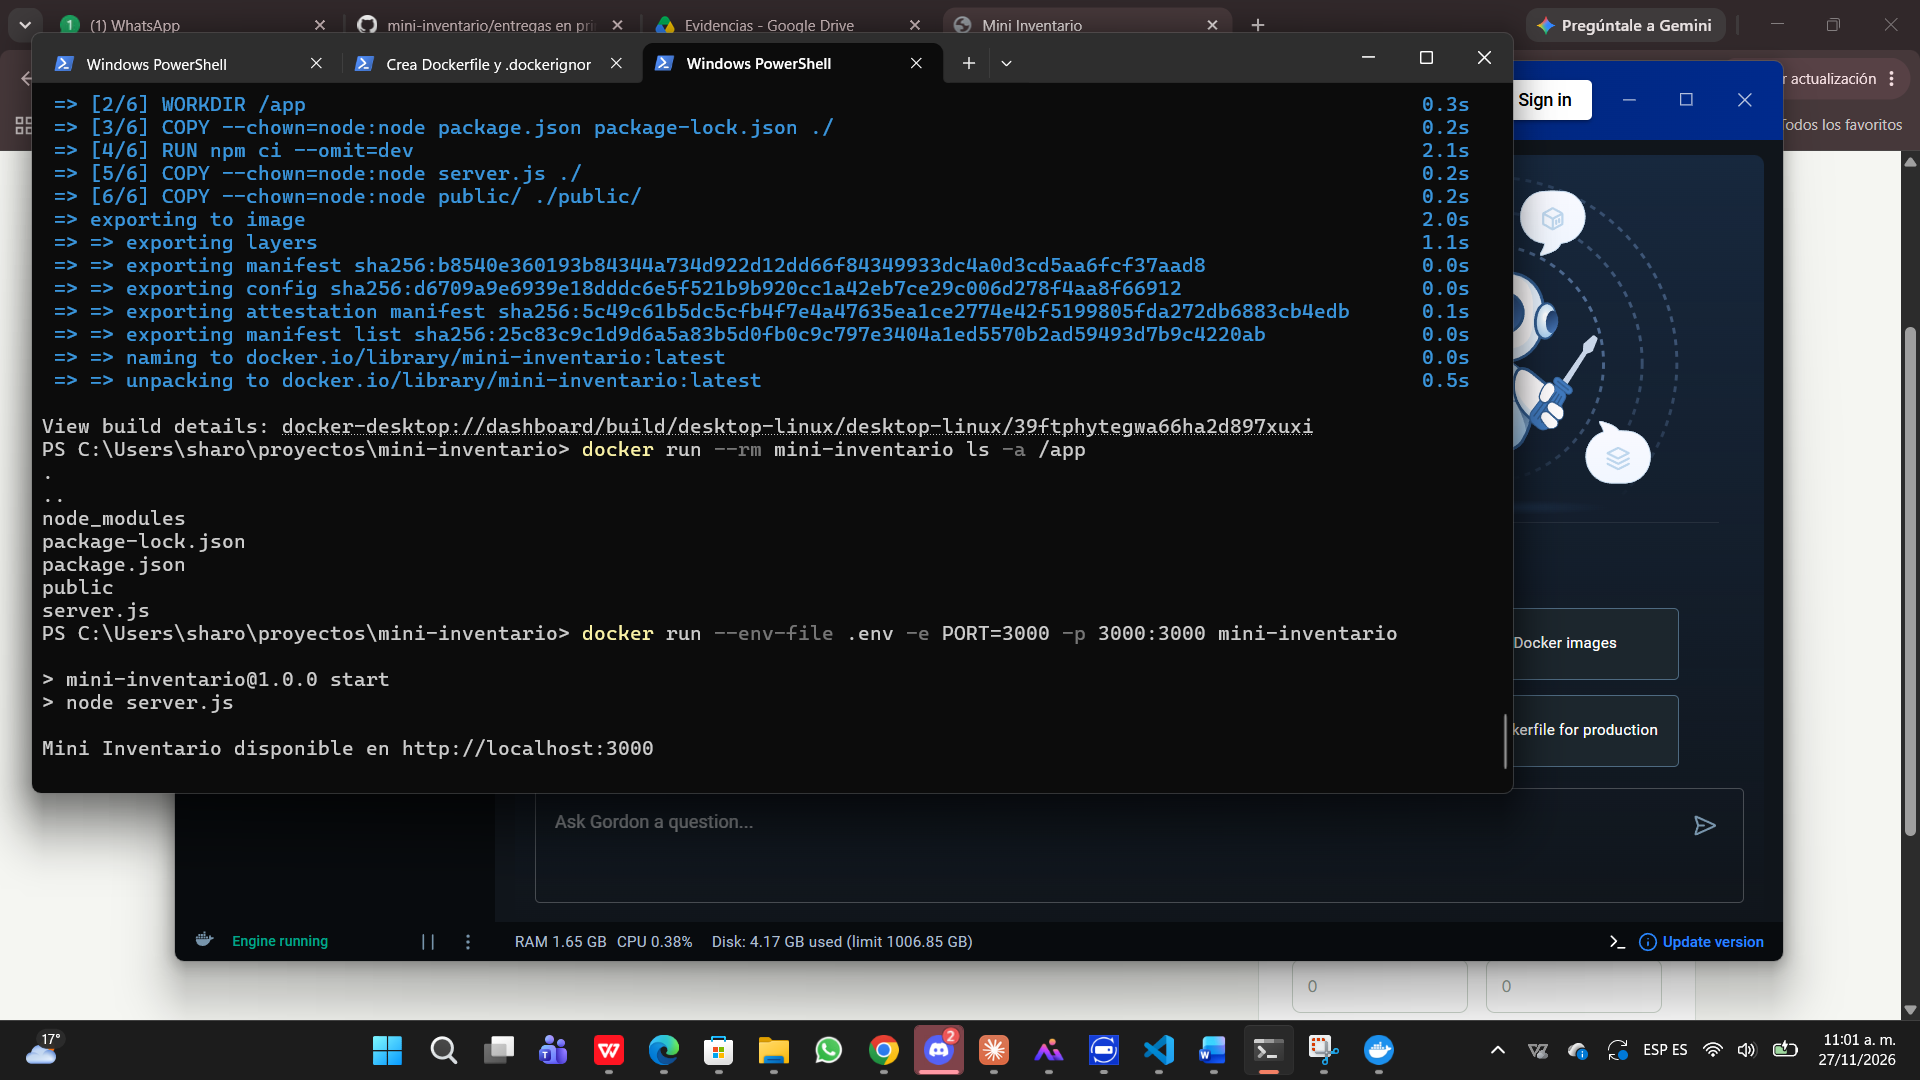 (1) WhatsApp
mini-inventario/entregas en pri
Evidencias - Google Drive
Mini Inventario
Pregúntale a Gemini
Windows PowerShell
Crea Dockerfile y .dockerignor
Windows PowerShell
r actualización
Sign in
Todos los favoritos
=> [2/6] WORKDIR /app 0.3s
=> [3/6] COPY --chown=node:node package.json package-lock.json ./ 0.2s
=> [4/6] RUN npm ci --omit=dev 2.1s
=> [5/6] COPY --chown=node:node server.js ./ 0.2s
=> [6/6] COPY --chown=node:node public/ ./public/ 0.2s
=> exporting to image 2.0s
=> => exporting layers 1.1s
=> => exporting manifest sha256:b8540e360193b84344a734d922d12dd66f84349933dc4a0d3cd5aa6fcf37aad8 0.0s
=> => exporting config sha256:d6709a9e6939e18dddc6e5f521b9b920cc1a42eb7ce29c006d278f4aa8f66912 0.0s
=> => exporting attestation manifest sha256:5c49c61b5dc5cfb4f7e4a47635ea1ce2774e42f5199805fda272db6883cb4edb 0.1s
=> => exporting manifest list sha256:25c83c9c1d9d6a5a83b5d0fb0c9c797e3404a1ed5570b2ad59493d7b9c4220ab 0.0s
=> => naming to docker.io/library/mini-inventario:latest 0.0s
=> => unpacking to docker.io/library/mini-inventario:latest 0.5s
View build details: docker-desktop://dashboard/build/desktop-linux/desktop-linux/39ftphytegwa66ha2d897xuxi
PS C:\Users\sharo\proyectos\mini-inventario> docker run --rm mini-inventario ls -a /app
.
..
node_modules
package-lock.json
package.json
public
server.js
PS C:\Users\sharo\proyectos\mini-inventario> docker run --env-file .env -e PORT=3000 -p 3000:3000 mini-inventario
> mini-inventario@1.0.0 start
> node server.js
Mini Inventario disponible en http://localhost:3000
Docker images
kerfile for production
Ask Gordon a question...
Engine running
RAM 1.65 GB CPU 0.38% Disk: 4.17 GB used (limit 1006.85 GB)
Update version
0
0
17°
2
ESP ES
11:01 a. m.
27/11/2026